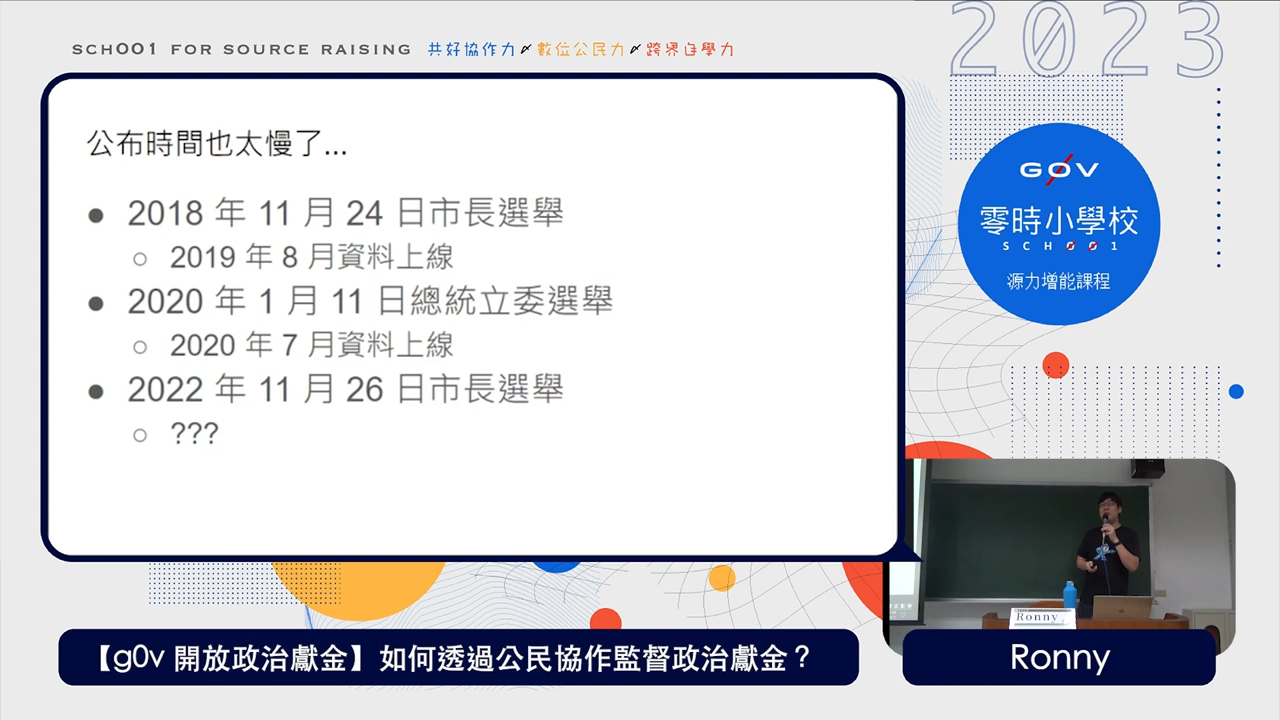 SCHOO1 FOR SOURCE RAISING 共好協作力 數位公民力 跨界自學力
2023
公布時間也太慢了...
● 2018 年 11 月 24 日市長選舉
○ 2019 年 8 月資料上線
● 2020 年 1 月 11 日總統立委選舉
○ 2020 年 7 月資料上線
● 2022 年 11 月 26 日市長選舉
○ ???
G0V
零時小學校
SCH001
源力增能課程
Ronny
【g0v 開放政治獻金】如何透過公民協作監督政治獻金？
Ronny